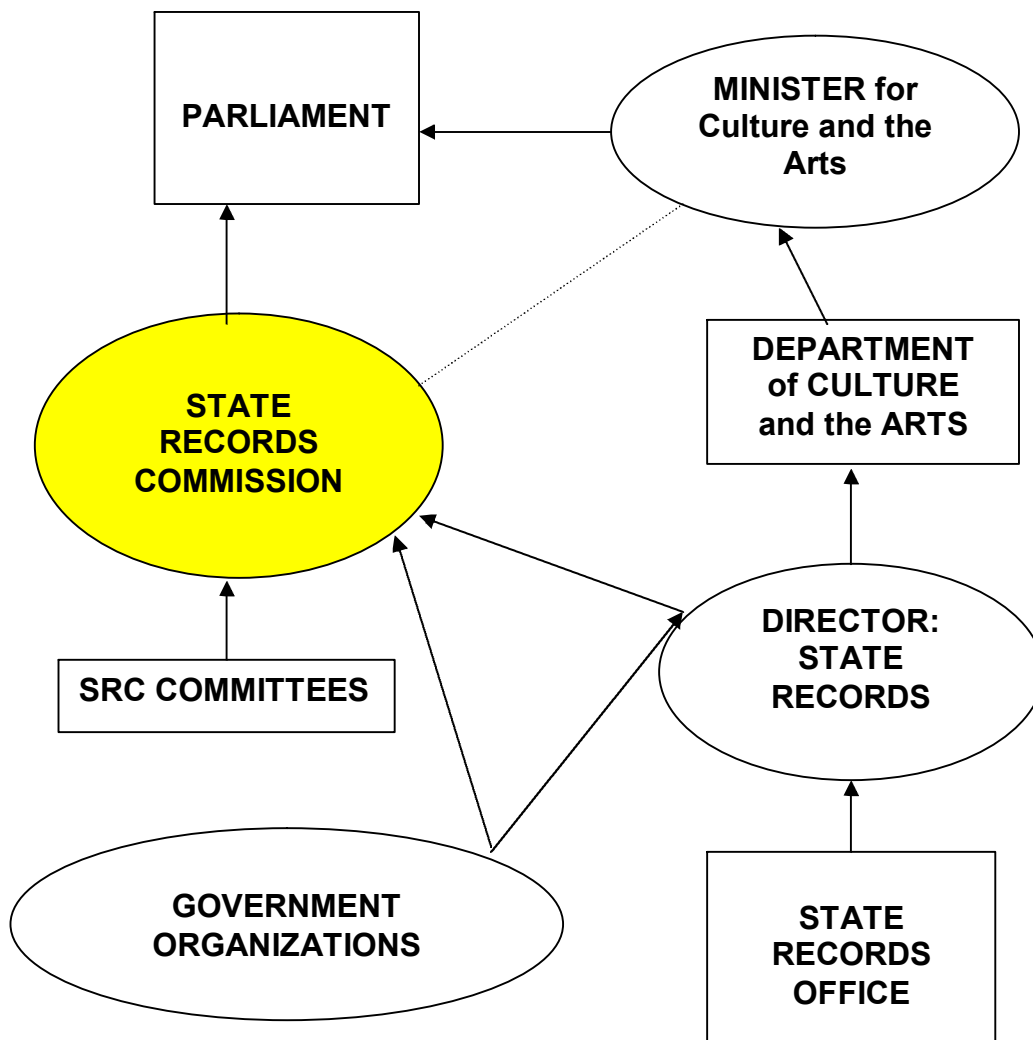 PARLIAMENT
MINISTER for
Culture and the
Arts
STATE
RECORDS
COMMISSION
DEPARTMENT
of CULTURE
and the ARTS
SRC COMMITTEES
DIRECTOR:
STATE
RECORDS
GOVERNMENT
ORGANIZATIONS
STATE
RECORDS
OFFICE